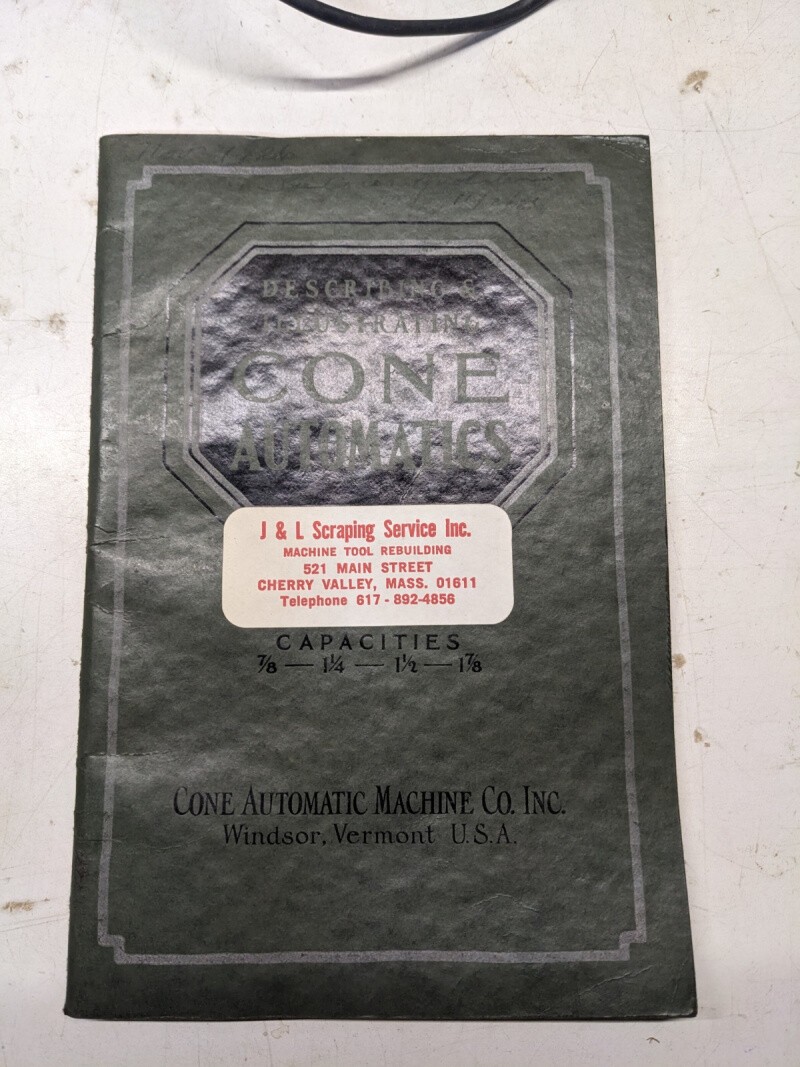 DESCRIBING &
ILLUSTRATING
CONE
AUTOMATICS
J & L Scraping Service Inc.
MACHINE TOOL REBUILDING
521 MAIN STREET
CHERRY VALLEY, MASS. 01611
Telephone 617-892-4856
CAPACITIES
⅞ — 1¼ — 1½ — 1⅞
CONE AUTOMATIC MACHINE CO. INC.
Windsor, Vermont U.S.A.